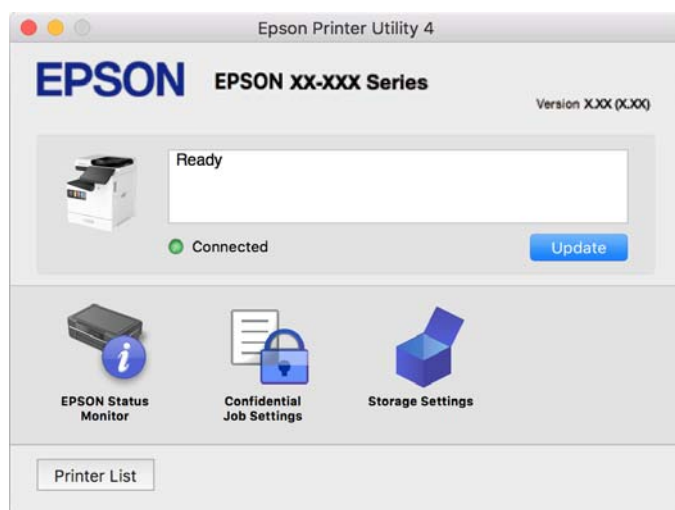 Epson Printer Utility 4
EPSON
EPSON XX-XXX Series
Version X.XX (X.XX)
Ready
Connected
Update
EPSON Status
Monitor
Confidential
Job Settings
Storage Settings
Printer List